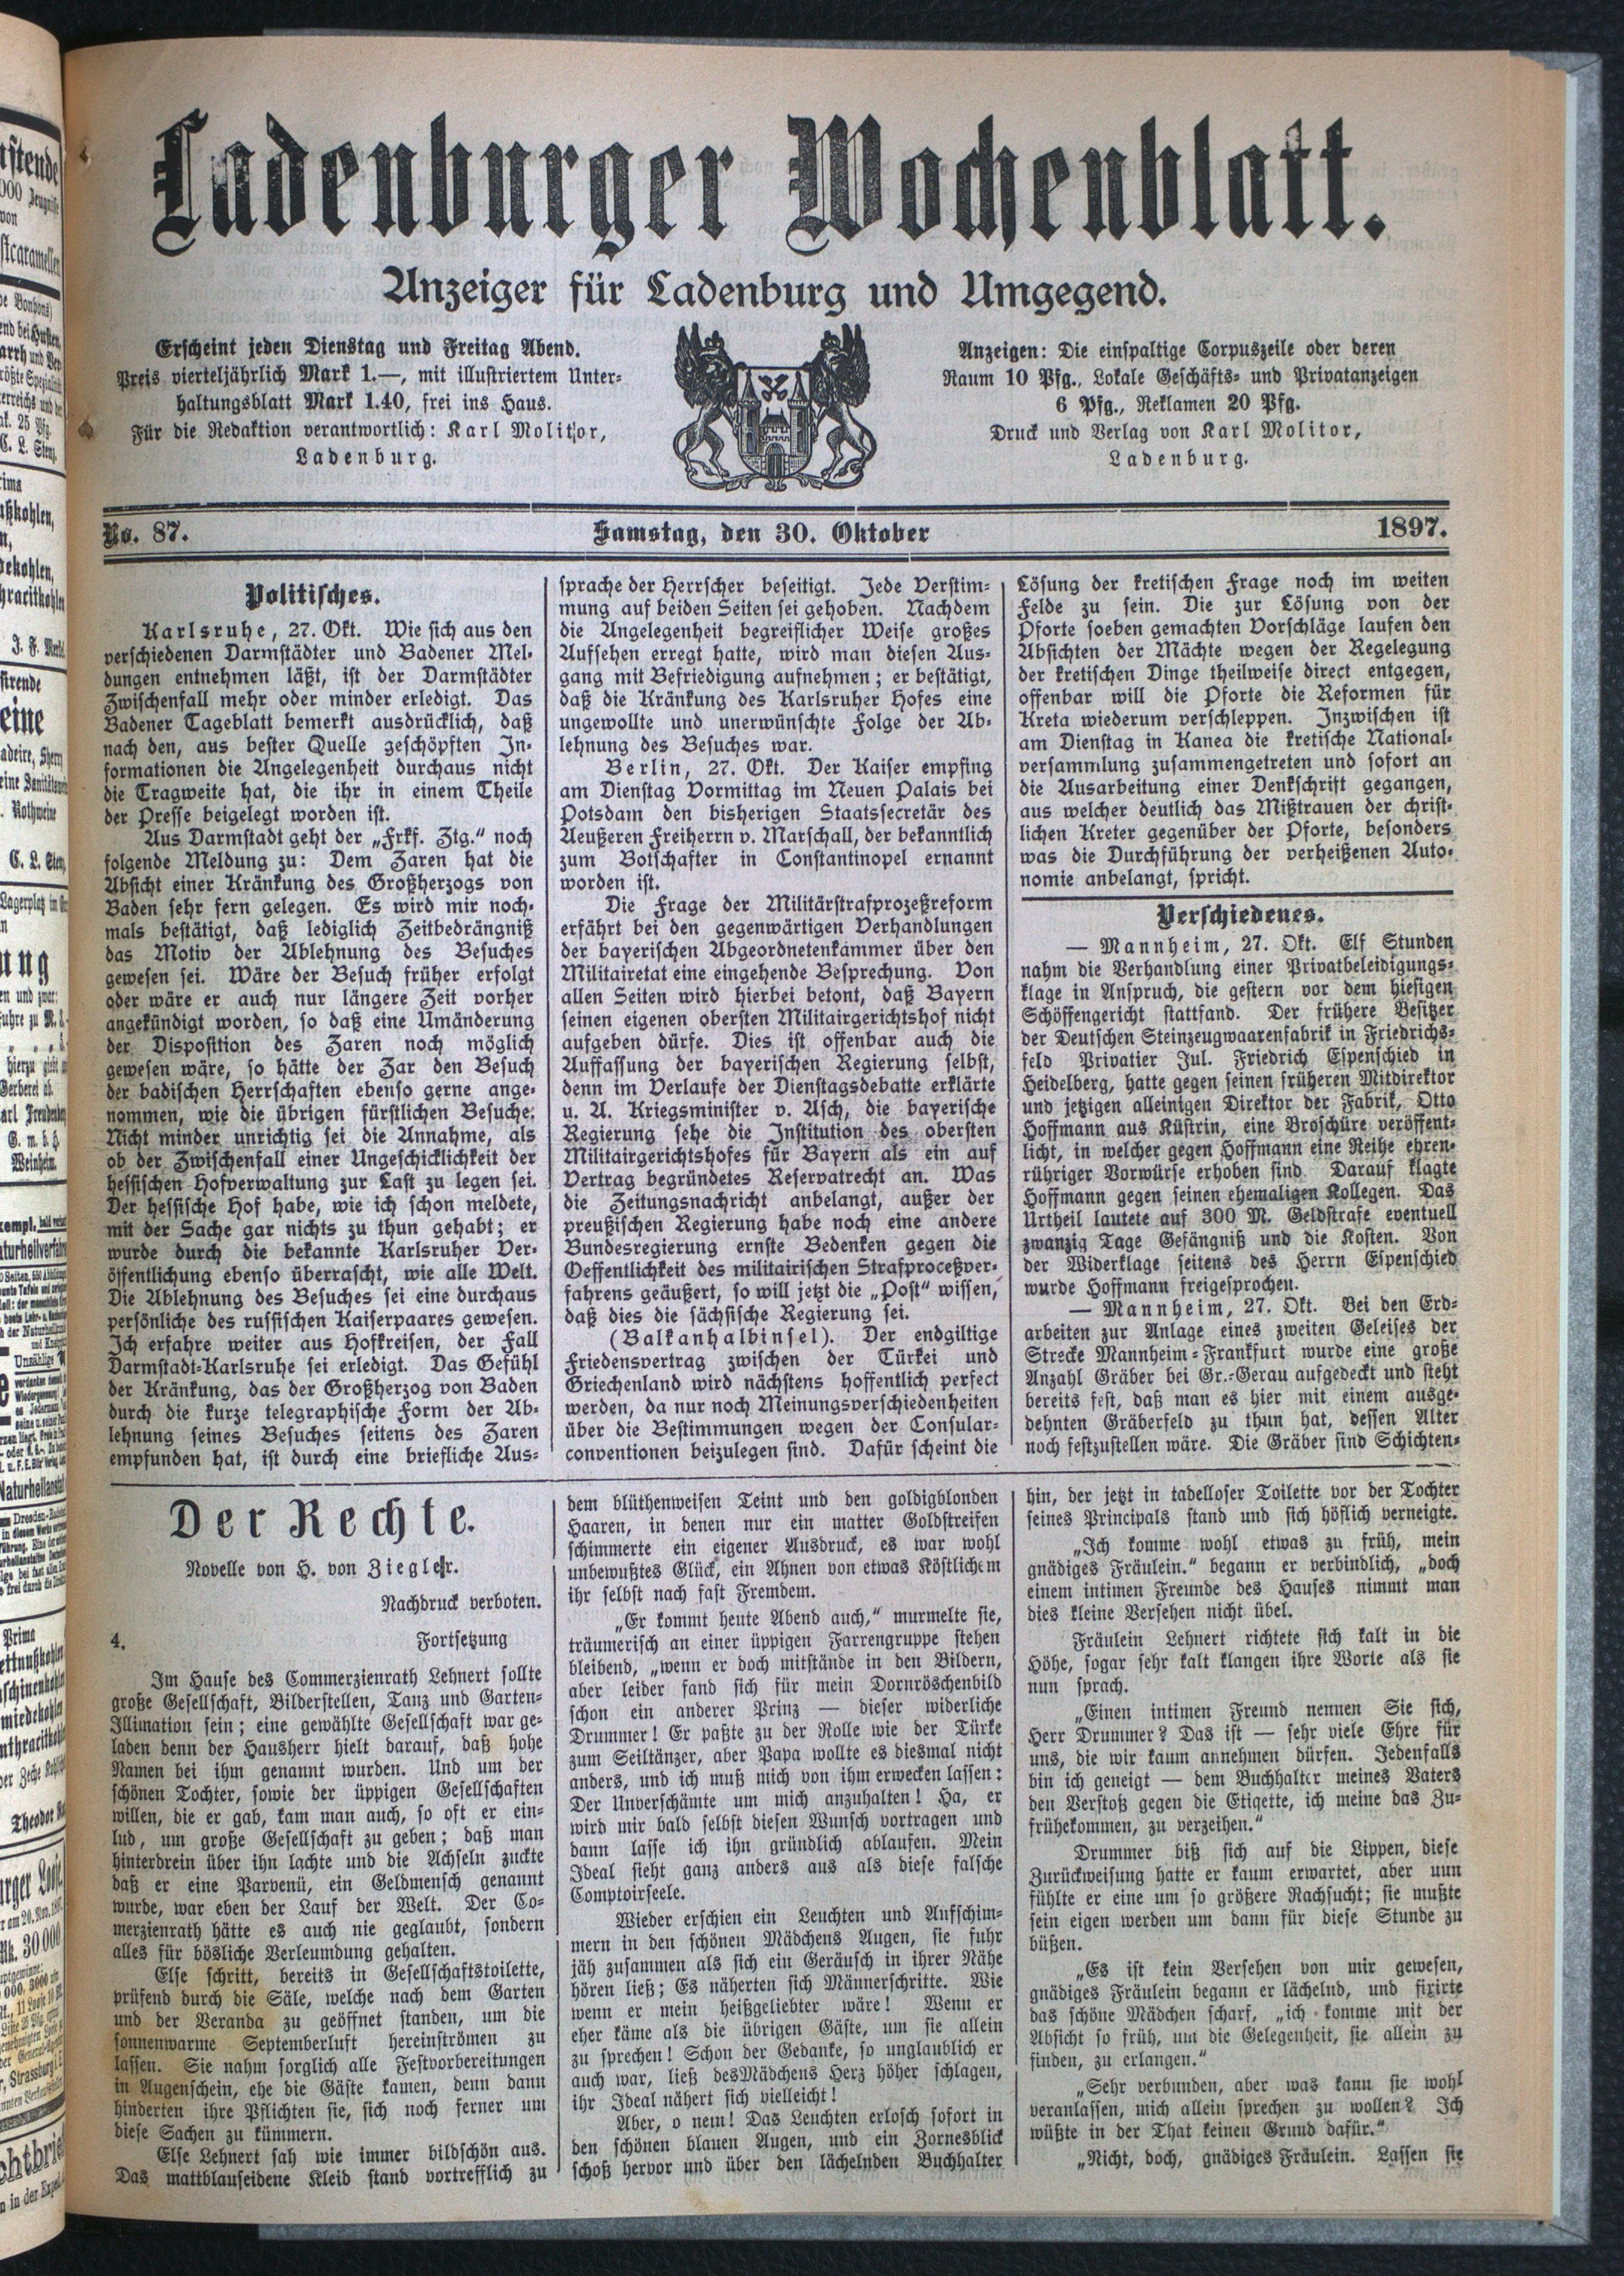 Ladenburger Wochenblatt.
Anzeiger für Ladenburg und Umgegend.
Erscheint jeden Dienstag und Freitag Abend.
Preis vierteljährlich Mark 1.—, mit illustriertem Unter-
haltungsblatt Mark 1.40, frei ins Haus.
Für die Redaktion verantwortlich: Karl Molitor,
Ladenburg.
Anzeigen: Die einspaltige Corpuszeile oder deren
Raum 10 Pfg., Lokale Geschäfts- und Privatanzeigen
6 Pfg., Reklamen 20 Pfg.
Druck und Verlag von Karl Molitor,
Ladenburg.
No. 87.
Samstag, den 30. Oktober
1897.
Politisches.
Karlsruhe, 27. Okt. Wie sich aus den
verschiedenen Darmstädter und Badener Mel-
dungen entnehmen läßt, ist der Darmstädter
Zwischenfall mehr oder minder erledigt. Das
Badener Tageblatt bemerkt ausdrücklich, daß
nach den, aus bester Quelle geschöpften In-
formationen die Angelegenheit durchaus nicht
die Tragweite hat, die ihr in einem Theile
der Presse beigelegt worden ist.
Aus Darmstadt geht der „Frkf. Ztg.“ noch
folgende Meldung zu: Dem Zaren hat die
Absicht einer Kränkung des Großherzogs von
Baden sehr fern gelegen. Es wird mir noch-
mals bestätigt, daß lediglich Zeitbedrängniß
das Motiv der Ablehnung des Besuches
gewesen sei. Wäre der Besuch früher erfolgt
oder wäre er auch nur längere Zeit vorher
angekündigt worden, so daß eine Umänderung
der Disposition des Zaren noch möglich
gewesen wäre, so hätte der Zar den Besuch
der badischen Herrschaften ebenso gerne ange-
nommen, wie die übrigen fürstlichen Besuche.
Nicht minder unrichtig sei die Annahme, als
ob der Zwischenfall einer Ungeschicklichkeit der
hessischen Hofverwaltung zur Last zu legen sei.
Der hessische Hof habe, wie ich schon meldete,
mit der Sache gar nichts zu thun gehabt; er
wurde durch die bekannte Karlsruher Ver-
öffentlichung ebenso überrascht, wie alle Welt.
Die Ablehnung des Besuches sei eine durchaus
persönliche des russischen Kaiserpaares gewesen.
Ich erfahre weiter aus Hofkreisen, der Fall
Darmstadt-Karlsruhe sei erledigt. Das Gefühl
der Kränkung, das der Großherzog von Baden
durch die kurze telegraphische Form der Ab-
lehnung seines Besuches seitens des Zaren
empfunden hat, ist durch eine briefliche Aus-
sprache der Herrscher beseitigt. Jede Verstim-
mung auf beiden Seiten sei gehoben. Nachdem
die Angelegenheit begreiflicher Weise großes
Aufsehen erregt hatte, wird man diesen Aus-
gang mit Befriedigung aufnehmen; er bestätigt,
daß die Kränkung des Karlsruher Hofes eine
ungewollte und unerwünschte Folge der Ab-
lehnung des Besuches war.
Berlin, 27. Okt. Der Kaiser empfing
am Dienstag Vormittag im Neuen Palais bei
Potsdam den bisherigen Staatssecretär des
Aeußeren Freiherrn v. Marschall, der bekanntlich
zum Botschafter in Constantinopel ernannt
worden ist.
Die Frage der Militärstrafprozeßreform
erfährt bei den gegenwärtigen Verhandlungen
der bayerischen Abgeordnetenkammer über den
Militairetat eine eingehende Besprechung. Von
allen Seiten wird hierbei betont, daß Bayern
seinen eigenen obersten Militairgerichtshof nicht
aufgeben dürfe. Dies ist offenbar auch die
Auffassung der bayerischen Regierung selbst,
denn im Verlaufe der Dienstagsdebatte erklärte
u. A. Kriegsminister v. Asch, die bayerische
Regierung sehe die Institution des obersten
Militairgerichtshofes für Bayern als ein auf
Vertrag begründetes Reservatrecht an. Was
die Zeitungsnachricht anbelangt, außer der
preußischen Regierung habe noch eine andere
Bundesregierung ernste Bedenken gegen die
Oeffentlichkeit des militairischen Strafproceßver-
fahrens geäußert, so will jetzt die „Post“ wissen,
daß dies die sächsische Regierung sei.
(Balkanhalbinsel). Der endgiltige
Friedensvertrag zwischen der Türkei und
Griechenland wird nächstens hoffentlich perfect
werden, da nur noch Meinungsverschiedenheiten
über die Bestimmungen wegen der Consular-
conventionen beizulegen sind. Dafür scheint die
Lösung der kretischen Frage noch im weiten
Felde zu sein. Die zur Lösung von der
Pforte soeben gemachten Vorschläge laufen den
Absichten der Mächte wegen der Regelegung
der kretischen Dinge theilweise direct entgegen,
offenbar will die Pforte die Reformen für
Kreta wiederum verschleppen. Inzwischen ist
am Dienstag in Kanea die kretische National-
versammlung zusammengetreten und sofort an
die Ausarbeitung einer Denkschrift gegangen,
aus welcher deutlich das Mißtrauen der christ-
lichen Kreter gegenüber der Pforte, besonders
was die Durchführung der verheißenen Auto-
nomie anbelangt, spricht.
Verschiedenes.
— Mannheim, 27. Okt. Elf Stunden
nahm die Verhandlung einer Privatbeleidigungs-
klage in Anspruch, die gestern vor dem hiesigen
Schöffengericht stattfand. Der frühere Besitzer
der Deutschen Steinzeugwaarenfabrik in Friedrichs-
feld Privatier Jul. Friedrich Espenschied in
Heidelberg, hatte gegen seinen früheren Mitdirektor
und jetzigen alleinigen Direktor der Fabrik, Otto
Hoffmann aus Küstrin, eine Broschüre veröffent-
licht, in welcher gegen Hoffmann eine Reihe ehren-
rühriger Vorwürse erhoben sind. Darauf klagte
Hoffmann gegen seinen ehemaligen Kollegen. Das
Urtheil lautete auf 300 M. Geldstrafe eventuell
zwanzig Tage Gefängniß und die Kosten. Von
der Widerklage seitens des Herrn Espenschied
wurde Hoffmann freigesprochen.
— Mannheim, 27. Okt. Bei den Erd-
arbeiten zur Anlage eines zweiten Geleises der
Strecke Mannheim-Frankfurt wurde eine große
Anzahl Gräber bei Gr.-Gerau aufgedeckt und steht
bereits fest, daß man es hier mit einem ausge-
dehnten Gräberfeld zu thun hat, dessen Alter
noch festzustellen wäre. Die Gräber sind Schichten-
Der Rechte.
Novelle von H. von Ziegler.
Nachdruck verboten.
4.
Fortsetzung
Im Hause des Commerzienrath Lehnert sollte
große Gesellschaft, Bilderstellen, Tanz und Garten-
Illimation sein; eine gewählte Gesellschaft war ge-
laden denn der Hausherr hielt darauf, daß hohe
Namen bei ihm genannt wurden. Und um der
schönen Tochter, sowie der üppigen Gesellschaften
willen, die er gab, kam man auch, so oft er ein-
lud, um große Gesellschaft zu geben; daß man
hinterdrein über ihn lachte und die Achseln zuckte
daß er eine Parvenü, ein Geldmensch genannt
wurde, war eben der Lauf der Welt. Der Co-
merzienrath hätte es auch nie geglaubt, sondern
alles für bösliche Verleumdung gehalten.
Else schritt, bereits in Gesellschaftstoilette,
prüfend durch die Säle, welche nach dem Garten
und der Veranda zu geöffnet standen, um die
sonnenwarme Septemberluft hereinströmen zu
lassen. Sie nahm sorglich alle Festvorbereitungen
in Augenschein, ehe die Gäste kamen, denn dann
hinderten ihre Pflichten sie, sich noch ferner um
diese Sachen zu kümmern.
Else Lehnert sah wie immer bildschön aus.
Das mattblauseidene Kleid stand vortrefflich zu
dem blüthenweisen Teint und den goldigblonden
Haaren, in denen nur ein matter Goldstreifen
schimmerte ein eigener Ausdruck, es war wohl
unbewußtes Glück, ein Ahnen von etwas Köstlichem
ihr selbst nach fast Fremdem.
„Er kommt heute Abend auch,“ murmelte sie,
träumerisch an einer üppigen Farrengruppe stehen
bleibend, „wenn er doch mitstände in den Bildern,
aber leider fand sich für mein Dornröschenbild
schon ein anderer Prinz — dieser widerliche
Drummer! Er paßte zu der Rolle wie der Türke
zum Seiltänzer, aber Papa wollte es diesmal nicht
anders, und ich muß mich von ihm erwecken lassen:
Der Unverschämte um mich anzuhalten! Ha, er
wird mir bald selbst diesen Wunsch vortragen und
dann lasse ich ihn gründlich ablaufen. Mein
Ideal sieht ganz anders aus als diese falsche
Comptoirseele.
Wieder erschien ein Leuchten und Aufschim-
mern in den schönen Mädchens Augen, sie fuhr
jäh zusammen als sich ein Geräusch in ihrer Nähe
hören ließ; Es näherten sich Männerschritte. Wie
wenn er mein heißgeliebter wäre! Wenn er
eher käme als die übrigen Gäste, um sie allein
zu sprechen! Schon der Gedanke, so unglaublich er
auch war, ließ desMädchens Herz höher schlagen,
ihr Ideal nähert sich vielleicht!
Aber, o nein! Das Leuchten erlosch sofort in
den schönen blauen Augen, und ein Zornesblick
schoß hervor und über den lächelnden Buchhalter
hin, der jetzt in tadelloser Toilette vor der Tochter
seines Principals stand und sich höflich verneigte.
„Ich komme wohl etwas zu früh, mein
gnädiges Fräulein.“ begann er verbindlich, „doch
einem intimen Freunde des Hauses nimmt man
dies kleine Versehen nicht übel.
Fräulein Lehnert richtete sich kalt in die
Höhe, sogar sehr kalt klangen ihre Worte als sie
nun sprach.
„Einen intimen Freund nennen Sie sich,
Herr Drummer? Das ist — sehr viele Ehre für
uns, die wir kaum annehmen dürfen. Jedenfalls
bin ich geneigt — dem Buchhalter meines Vaters
den Verstoß gegen die Etiqette, ich meine das Zu-
frühekommen, zu verzeihen.“
Drummer biß sich auf die Lippen, diese
Zurückweisung hatte er kaum erwartet, aber nun
fühlte er eine um so größere Rachsucht; sie mußte
sein eigen werden um dann für diese Stunde zu
büßen.
„Es ist kein Versehen von mir gewesen,
gnädiges Fräulein begann er lächelnd, und fixirte
das schöne Mädchen scharf, „ich komme mit der
Absicht so früh, um die Gelegenheit, sie allein zu
finden, zu erlangen.“
„Sehr verbunden, aber was kann sie wohl
veranlassen, mich allein sprechen zu wollen? Ich
wüßte in der That keinen Grund dafür.“
„Nicht, doch, gnädiges Fräulein. Lassen sie